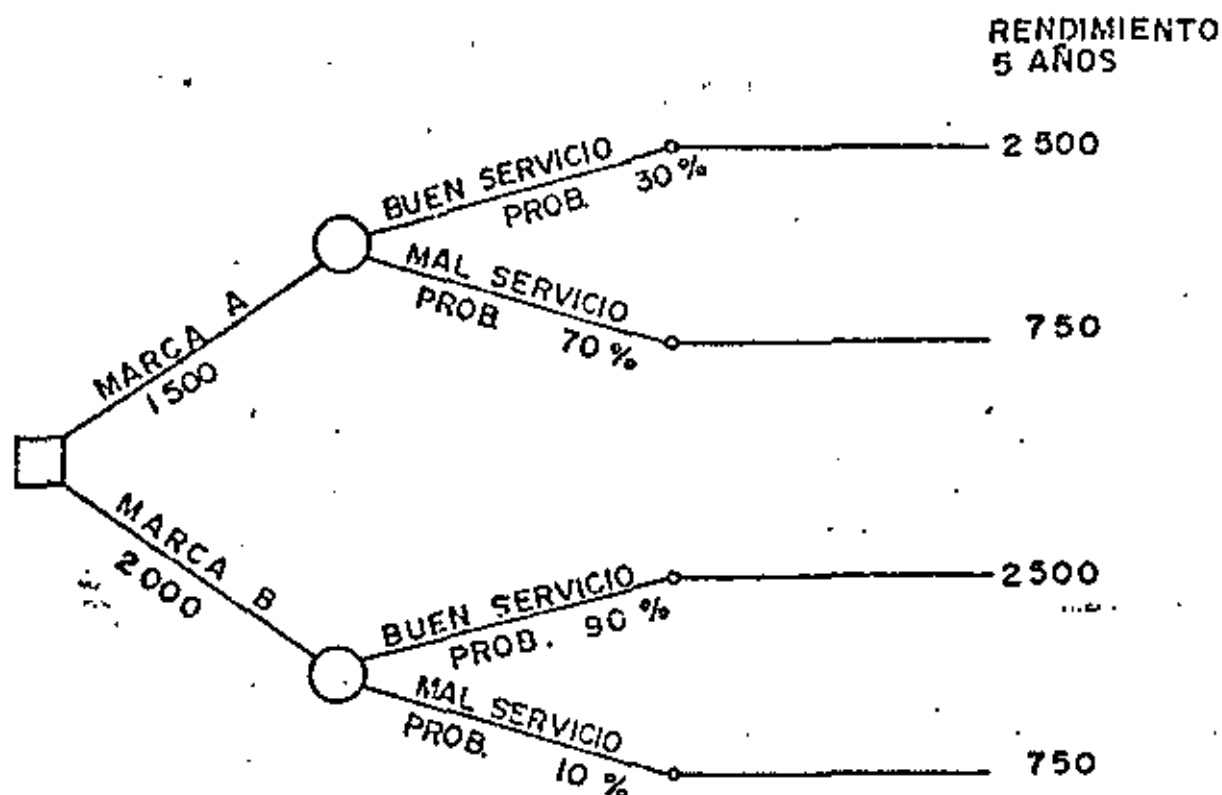 RENDIMIENTO
5 AÑOS
BUEN SERVICIO
PROB. 30 %
2 500
MAL SERVICIO
PROB. 70 %
750
MARCA A
1500
MARCA B
2000
BUEN SERVICIO
PROB. 90 %
2500
MAL SERVICIO
PROB. 10 %
750